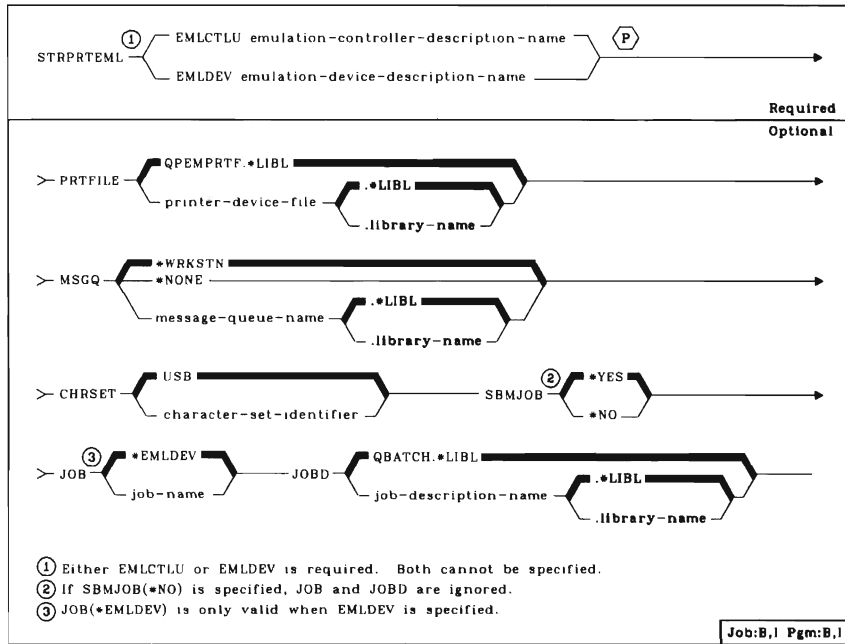 ① EMLCTLU emulation-controller-description-name P
STRPRTEML
EMLDEV emulation-device-description-name
Required
Optional
QPEMPRTF.*LIBL
PRTFILE .*LIBL
printer-device-file
.library-name
*WRKSTN
MSGQ *NONE
.*LIBL
message-queue-name
.library-name
USB ② *YES
CHRSET SBMJOB
character-set-identifier *NO
③ *EMLDEV QBATCH.*LIBL
JOB JOBD .*LIBL
job-name job-description-name
.library-name
① Either EMLCTLU or EMLDEV is required. Both cannot be specified.
② If SBMJOB(*NO) is specified, JOB and JOBD are ignored.
③ JOB(*EMLDEV) is only valid when EMLDEV is specified.
Job:B,I Pgm:B,I